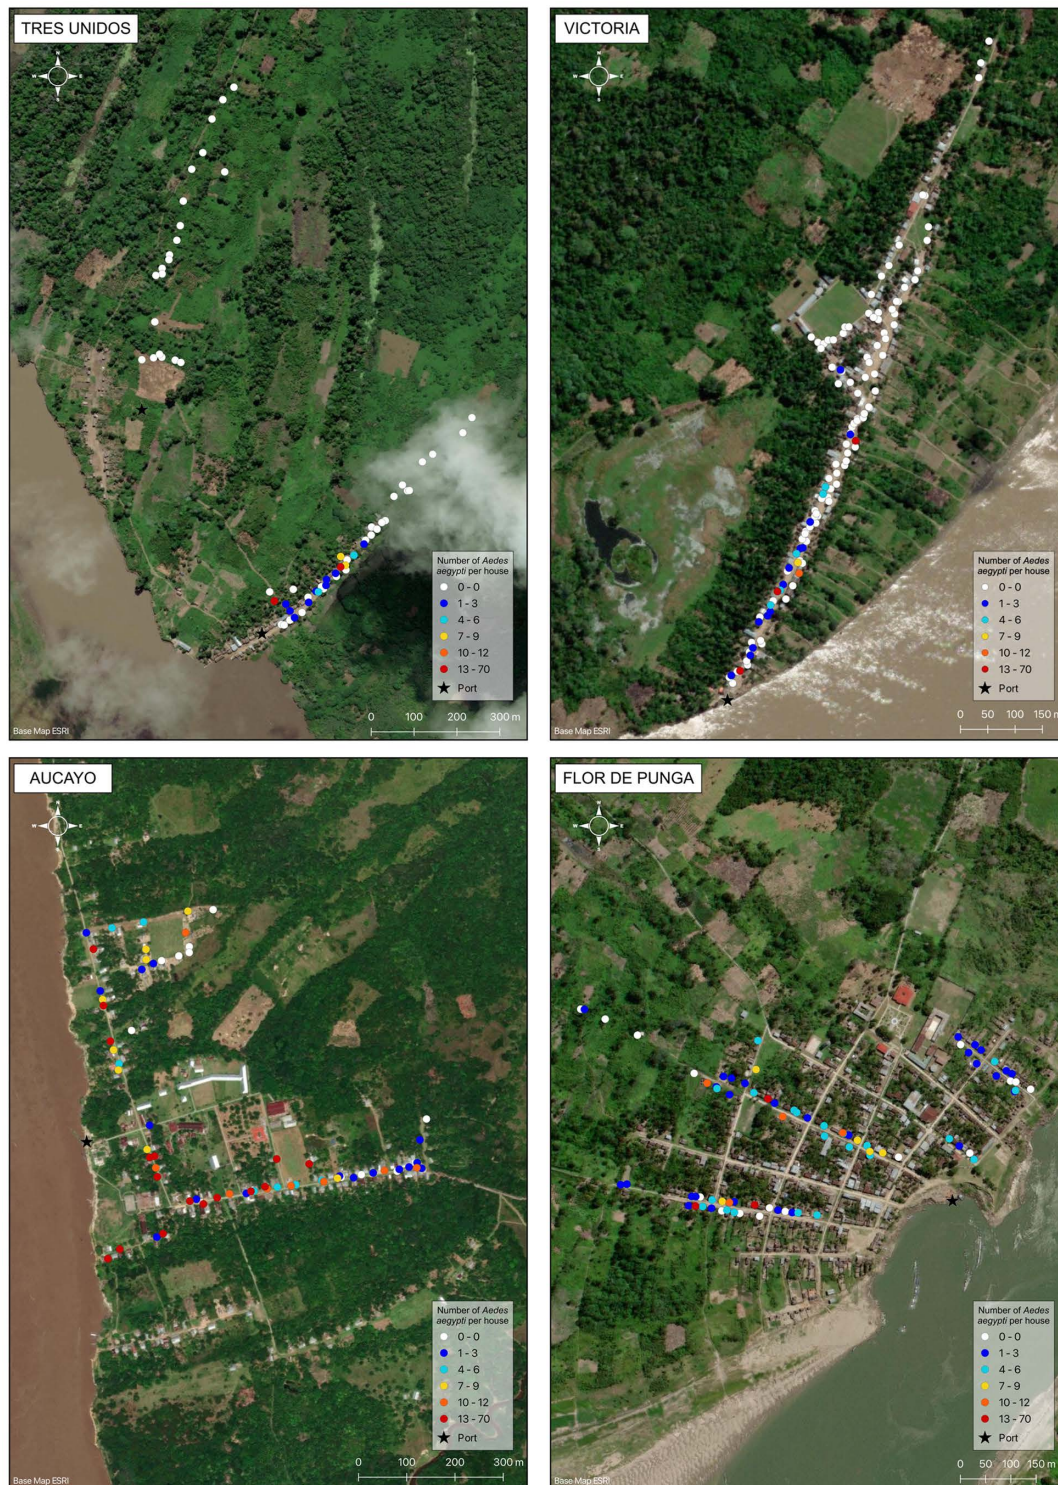 TRES UNIDOS
N
W E
S
Number of Aedes
aegypti per house
0 - 0
1 - 3
4 - 6
7 - 9
10 - 12
13 - 70
Port
0 100 200 300 m
Base Map ESRI
VICTORIA
N
W E
S
Number of Aedes
aegypti per house
0 - 0
1 - 3
4 - 6
7 - 9
10 - 12
13 - 70
Port
0 50 100 150 m
Base Map ESRI
AUCAYO
N
W E
S
Number of Aedes
aegypti per house
0 - 0
1 - 3
4 - 6
7 - 9
10 - 12
13 - 70
Port
0 100 200 300 m
Base Map ESRI
FLOR DE PUNGA
N
W E
S
Number of Aedes
aegypti per house
0 - 0
1 - 3
4 - 6
7 - 9
10 - 12
13 - 70
Port
0 50 100 150 m
Base Map ESRI